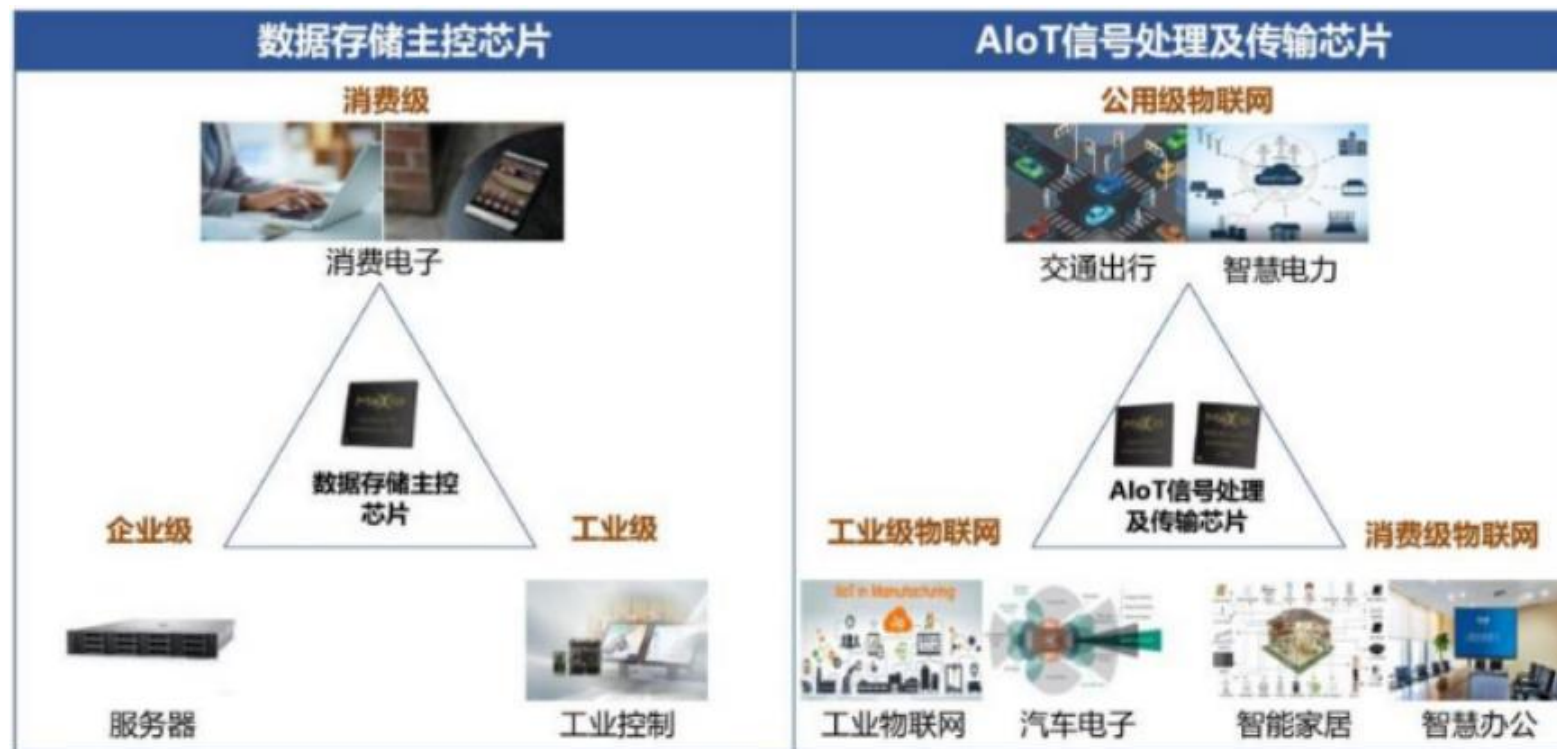 数据存储主控芯片
AIoT信号处理及传输芯片
消费级
消费电子
数据存储主控
芯片
企业级
工业级
服务器
工业控制
公用级物联网
交通出行
智慧电力
AIoT信号处理
及传输芯片
工业级物联网
消费级物联网
IIoT in Manufacturing
工业物联网
汽车电子
智能家居
智慧办公